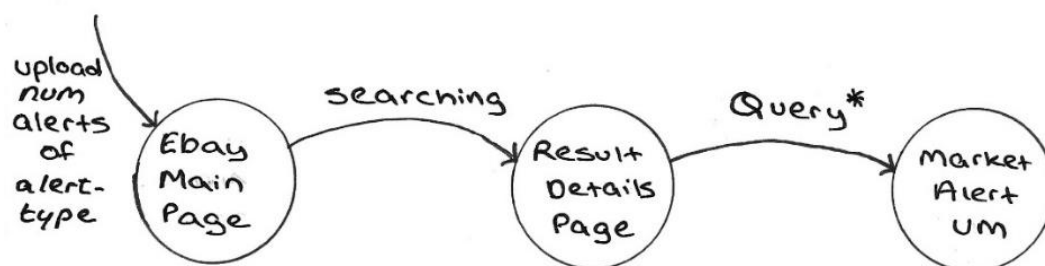 upload
num
alerts
of
alert-
type
Ebay
Main
Page
searching
Result
Details
Page
Query*
Market
Alert
um